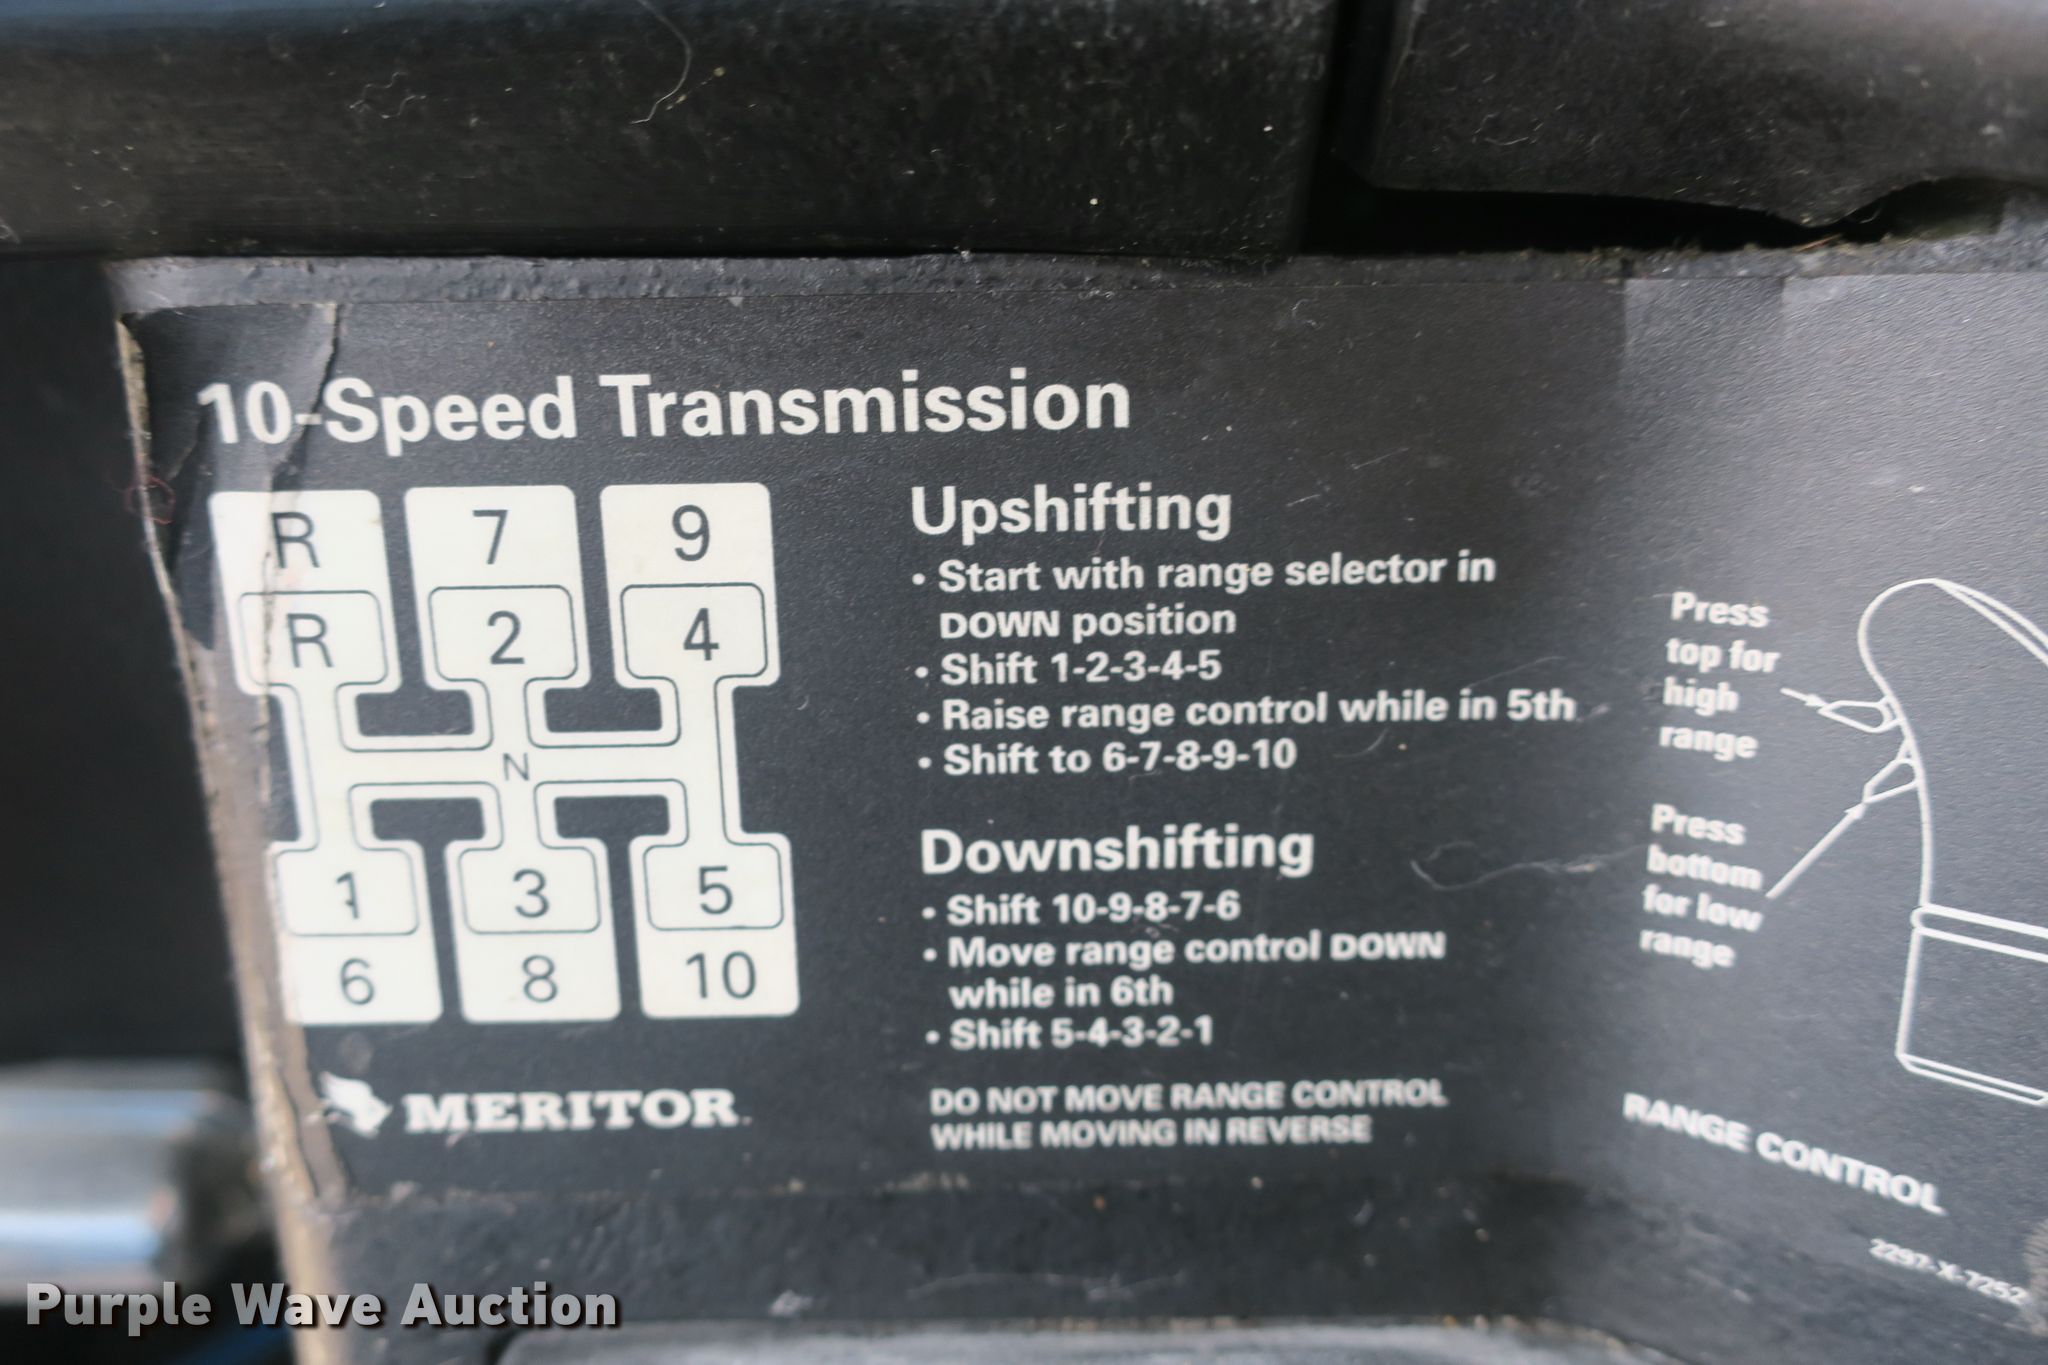 10-Speed Transmission
R 7 9
R 2 4
N
1 3 5
6 8 10
MERITOR
Upshifting
• Start with range selector in
DOWN position
• Shift 1-2-3-4-5
• Raise range control while in 5th
• Shift to 6-7-8-9-10
Downshifting
• Shift 10-9-8-7-6
• Move range control DOWN
while in 6th
• Shift 5-4-3-2-1
DO NOT MOVE RANGE CONTROL
WHILE MOVING IN REVERSE
Press
top for
high
range
Press
bottom
for low
range
RANGE CONTROL
2297-X-7252
Purple Wave Auction